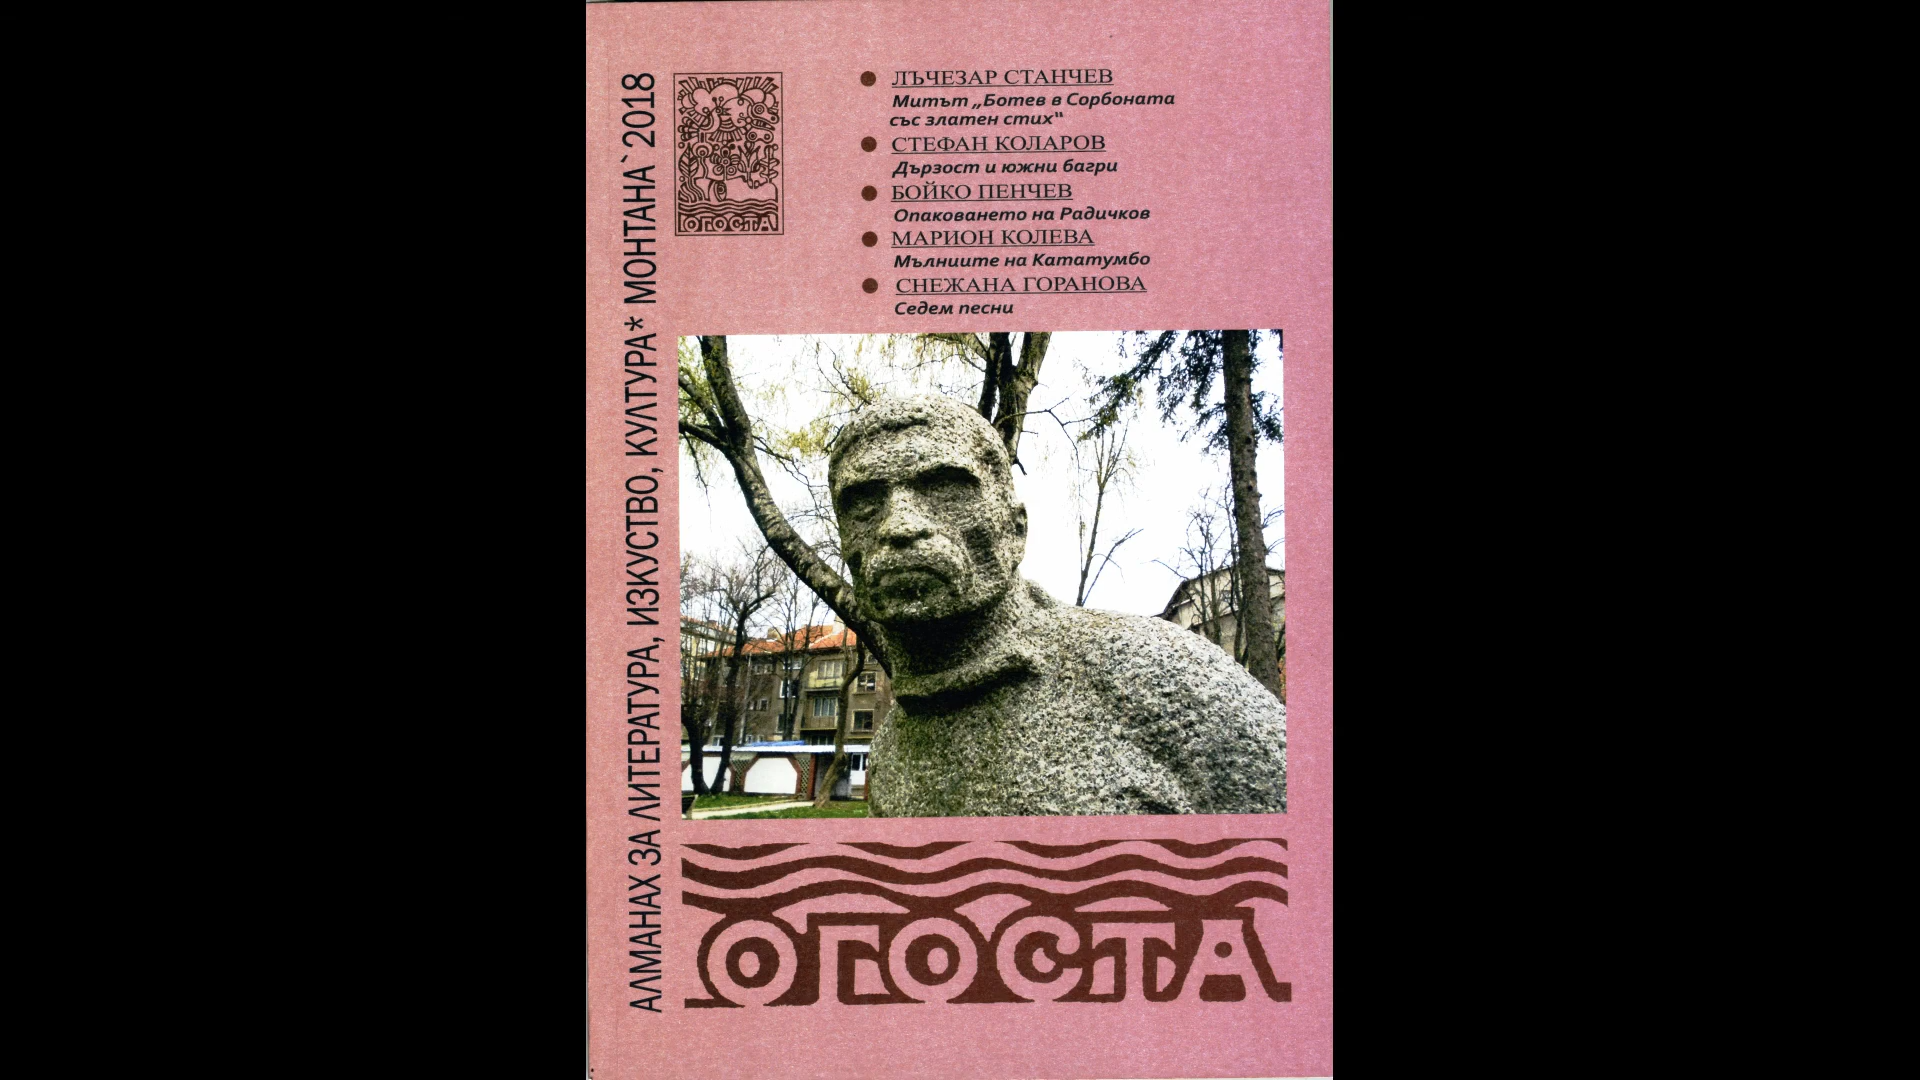 АЛМАНАХ ЗА ЛИТЕРАТУРА, ИЗКУСТВО, КУЛТУРА* МОНТАНА`2018
ОГОСТА
ЛЪЧЕЗАР СТАНЧЕВ
Митът „Ботев в Сорбоната
със златен стих“
СТЕФАН КОЛАРОВ
Дързост и южни багри
БОЙКО ПЕНЧЕВ
Опаковането на Радичков
МАРИОН КОЛЕВА
Мълниите на Кататумбо
СНЕЖАНА ГОРАНОВА
Седем песни
ОГОСТА